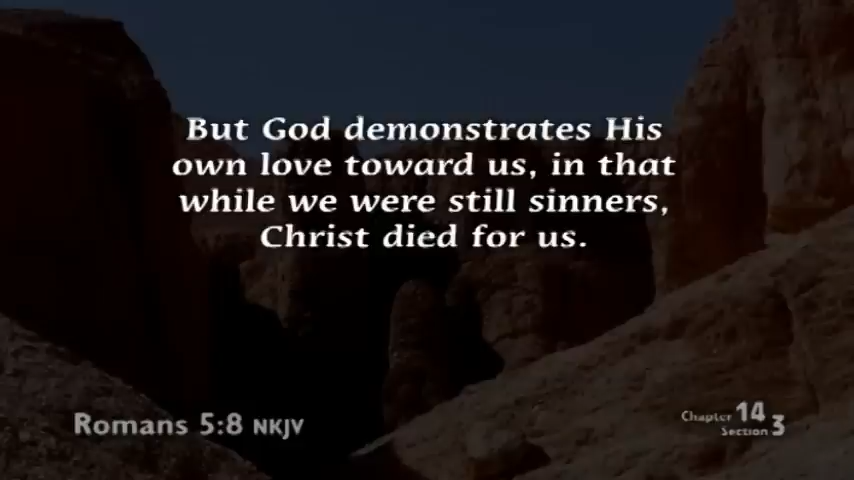 But God demonstrates His
own love toward us, in that
while we were still sinners,
Christ died for us.
Romans 5:8 NKJV
Chapter 14
Section 3